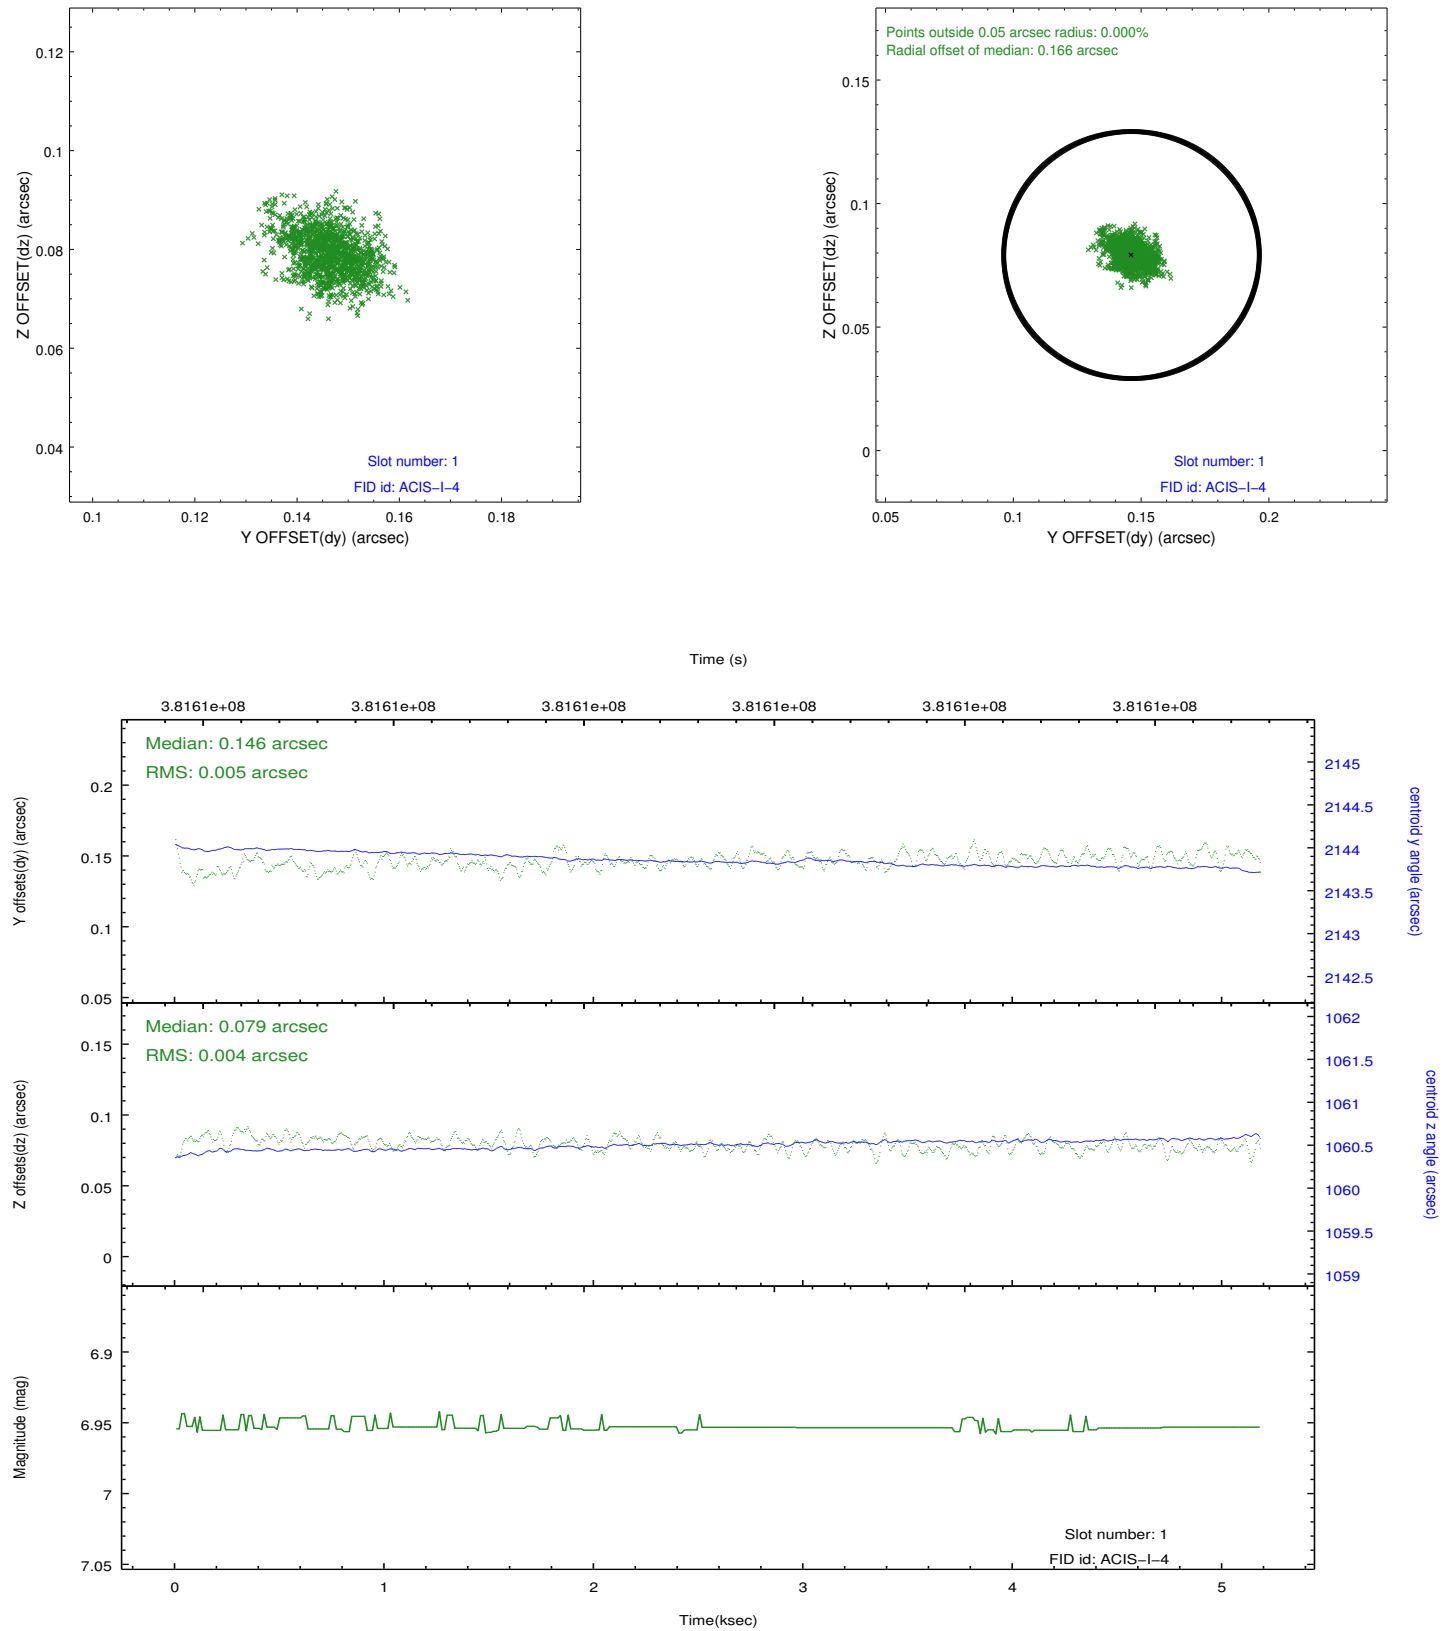 0.12
0.1
0.08
0.06
0.04
Z OFFSET(dz) (arcsec)
Slot number: 1
FID id: ACIS−I−4
0.1
0.12
0.14
0.16
0.18
Y OFFSET(dy) (arcsec)
Points outside 0.05 arcsec radius: 0.000%
Radial offset of median: 0.166 arcsec
0.15
0.1
0.05
0
Z OFFSET(dz) (arcsec)
Slot number: 1
FID id: ACIS−I−4
0.05
0.1
0.15
0.2
Y OFFSET(dy) (arcsec)
Time (s)
3.8161e+08
3.8161e+08
3.8161e+08
3.8161e+08
3.8161e+08
3.8161e+08
Median: 0.146 arcsec
RMS: 0.005 arcsec
0.2
0.15
0.1
0.05
Y offsets(dy) (arcsec)
2145
2144.5
2144
2143.5
2143
2142.5
centroid y angle (arcsec)
Median: 0.079 arcsec
RMS: 0.004 arcsec
0.15
0.1
0.05
0
Z offsets(dz) (arcsec)
1062
1061.5
1061
1060.5
1060
1059.5
1059
centroid z angle (arcsec)
6.9
6.95
7
7.05
Magnitude (mag)
Slot number: 1
FID id: ACIS−I−4
0
1
2
3
4
5
Time(ksec)